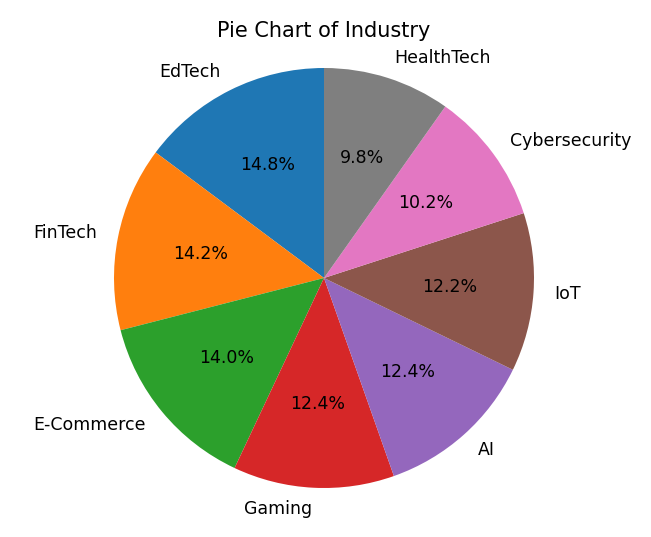 Pie Chart of Industry
HealthTech
EdTech
Cybersecurity
9.8%
14.8%
10.2%
FinTech
14.2%
12.2%
IoT
14.0%
12.4%
12.4%
E-Commerce
AI
Gaming